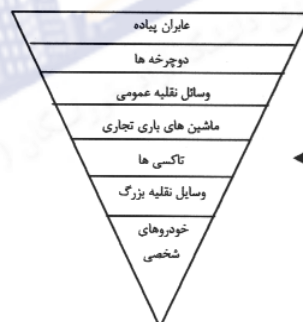 عابران پیاده
دوچرخه ها
وسائل نقلیه عمومی
ماشین های باری تجاری
تاکسی ها
وسایل نقلیه بزرگ
خودروهای
شخصی